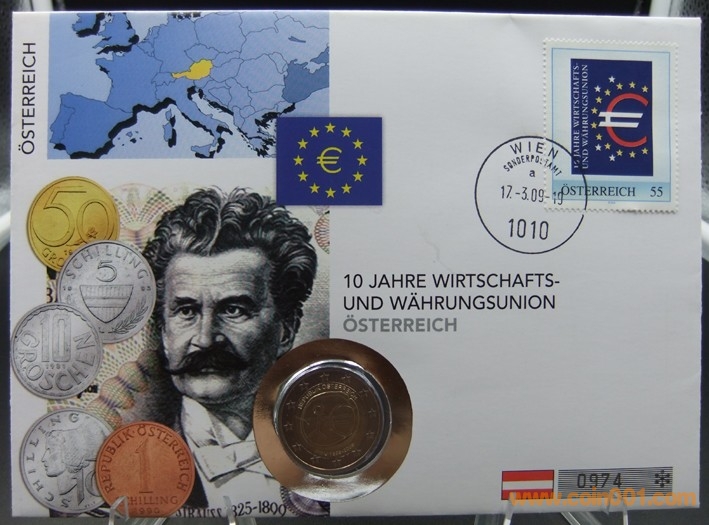 ÖSTERREICH
50
GROSCHEN
SCHILLING
5
10
GROSCHEN
SCHILLING
REPUBLIK·ÖSTERREICH
1
SCHILLING
STRAUSS 1825-1899
€
10 JAHRE WIRTSCHAFTS-
UND WÄHRUNGSUNION
€
ÖSTERREICH 55
WIEN
SONDERPOSTAMT
a
17.-3.09-
1010
10 JAHRE WIRTSCHAFTS-
UND WÄHRUNGSUNION
ÖSTERREICH
REPUBLIK ÖSTERREICH
0974
www.coin001.com